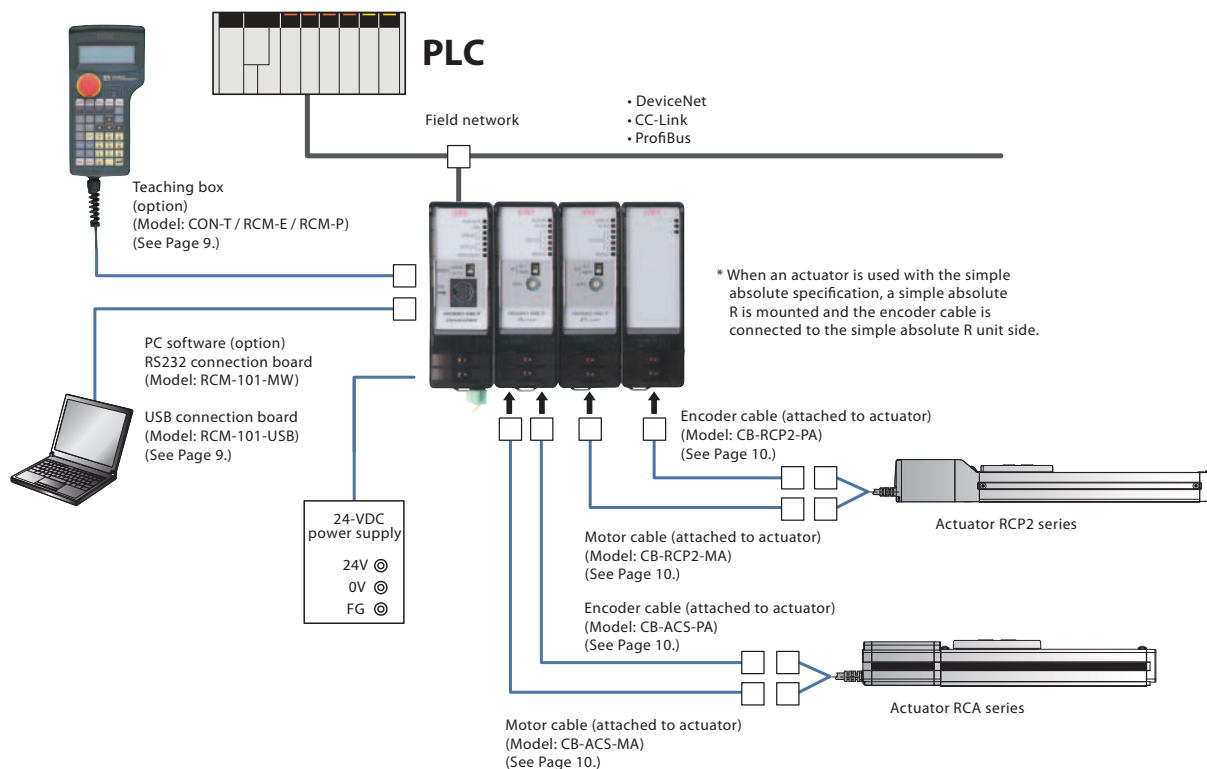 PLC
Field network
• DeviceNet
• CC-Link
• ProfiBus
Teaching box
(option)
(Model: CON-T / RCM-E / RCM-P)
(See Page 9.)
* When an actuator is used with the simple
absolute specification, a simple absolute
R is mounted and the encoder cable is
connected to the simple absolute R unit side.
PC software (option)
RS232 connection board
(Model: RCM-101-MW)
USB connection board
(Model: RCM-101-USB)
(See Page 9.)
24-VDC
power supply
24V
0V
FG
Encoder cable (attached to actuator)
(Model: CB-RCP2-PA)
(See Page 10.)
Actuator RCP2 series
Motor cable (attached to actuator)
(Model: CB-RCP2-MA)
(See Page 10.)
Encoder cable (attached to actuator)
(Model: CB-ACS-PA)
(See Page 10.)
Actuator RCA series
Motor cable (attached to actuator)
(Model: CB-ACS-MA)
(See Page 10.)